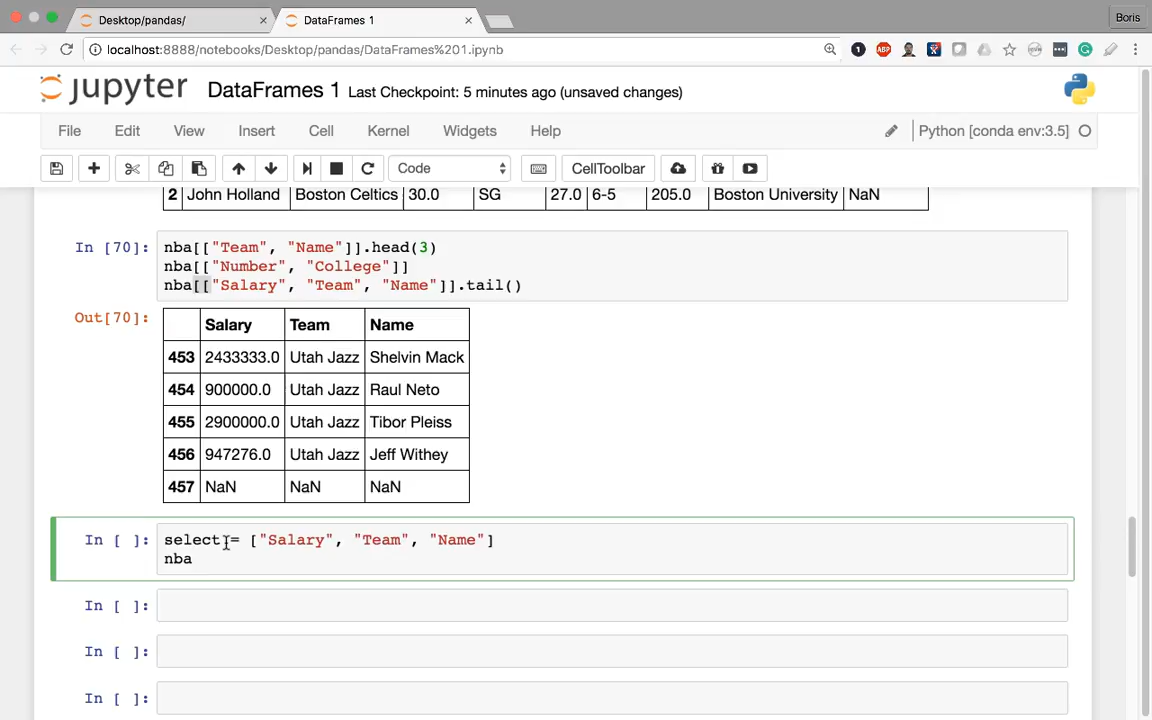 Desktop/pandas/ × DataFrames 1 × Boris
localhost:8888/notebooks/Desktop/pandas/DataFrames%201.ipynb
jupyter DataFrames 1 Last Checkpoint: 5 minutes ago (unsaved changes)
File Edit View Insert Cell Kernel Widgets Help Python [conda env:3.5]
Code CellToolbar
2 John Holland Boston Celtics 30.0 SG 27.0 6-5 205.0 Boston University NaN
In [70]: nba[["Team", "Name"]].head(3)
nba[["Number", "College"]]
nba[["Salary", "Team", "Name"]].tail()
Out[70]:
Salary Team Name
453 2433333.0 Utah Jazz Shelvin Mack
454 900000.0 Utah Jazz Raul Neto
455 2900000.0 Utah Jazz Tibor Pleiss
456 947276.0 Utah Jazz Jeff Withey
457 NaN NaN NaN
In [ ]: select = ["Salary", "Team", "Name"]
nba
In [ ]:
In [ ]:
In [ ]: